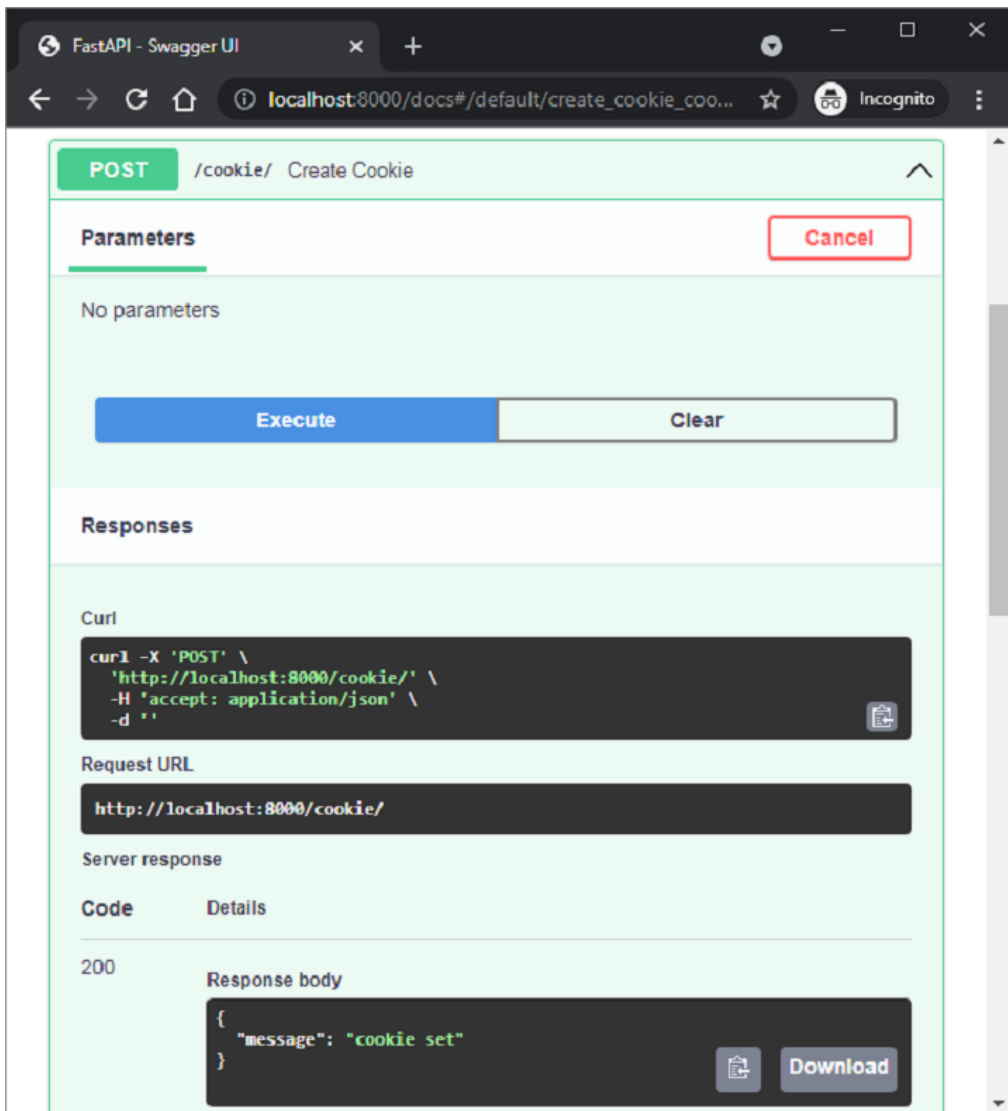 FastAPI - Swagger UI
localhost:8000/docs#/default/create_cookie_coo...
Incognito
POST /cookie/ Create Cookie
Parameters
Cancel
No parameters
Execute
Clear
Responses
Curl
curl -X 'POST' \
'http://localhost:8000/cookie/' \
-H 'accept: application/json' \
-d ''
Request URL
http://localhost:8000/cookie/
Server response
Code Details
200
Response body
{
"message": "cookie set"
}
Download